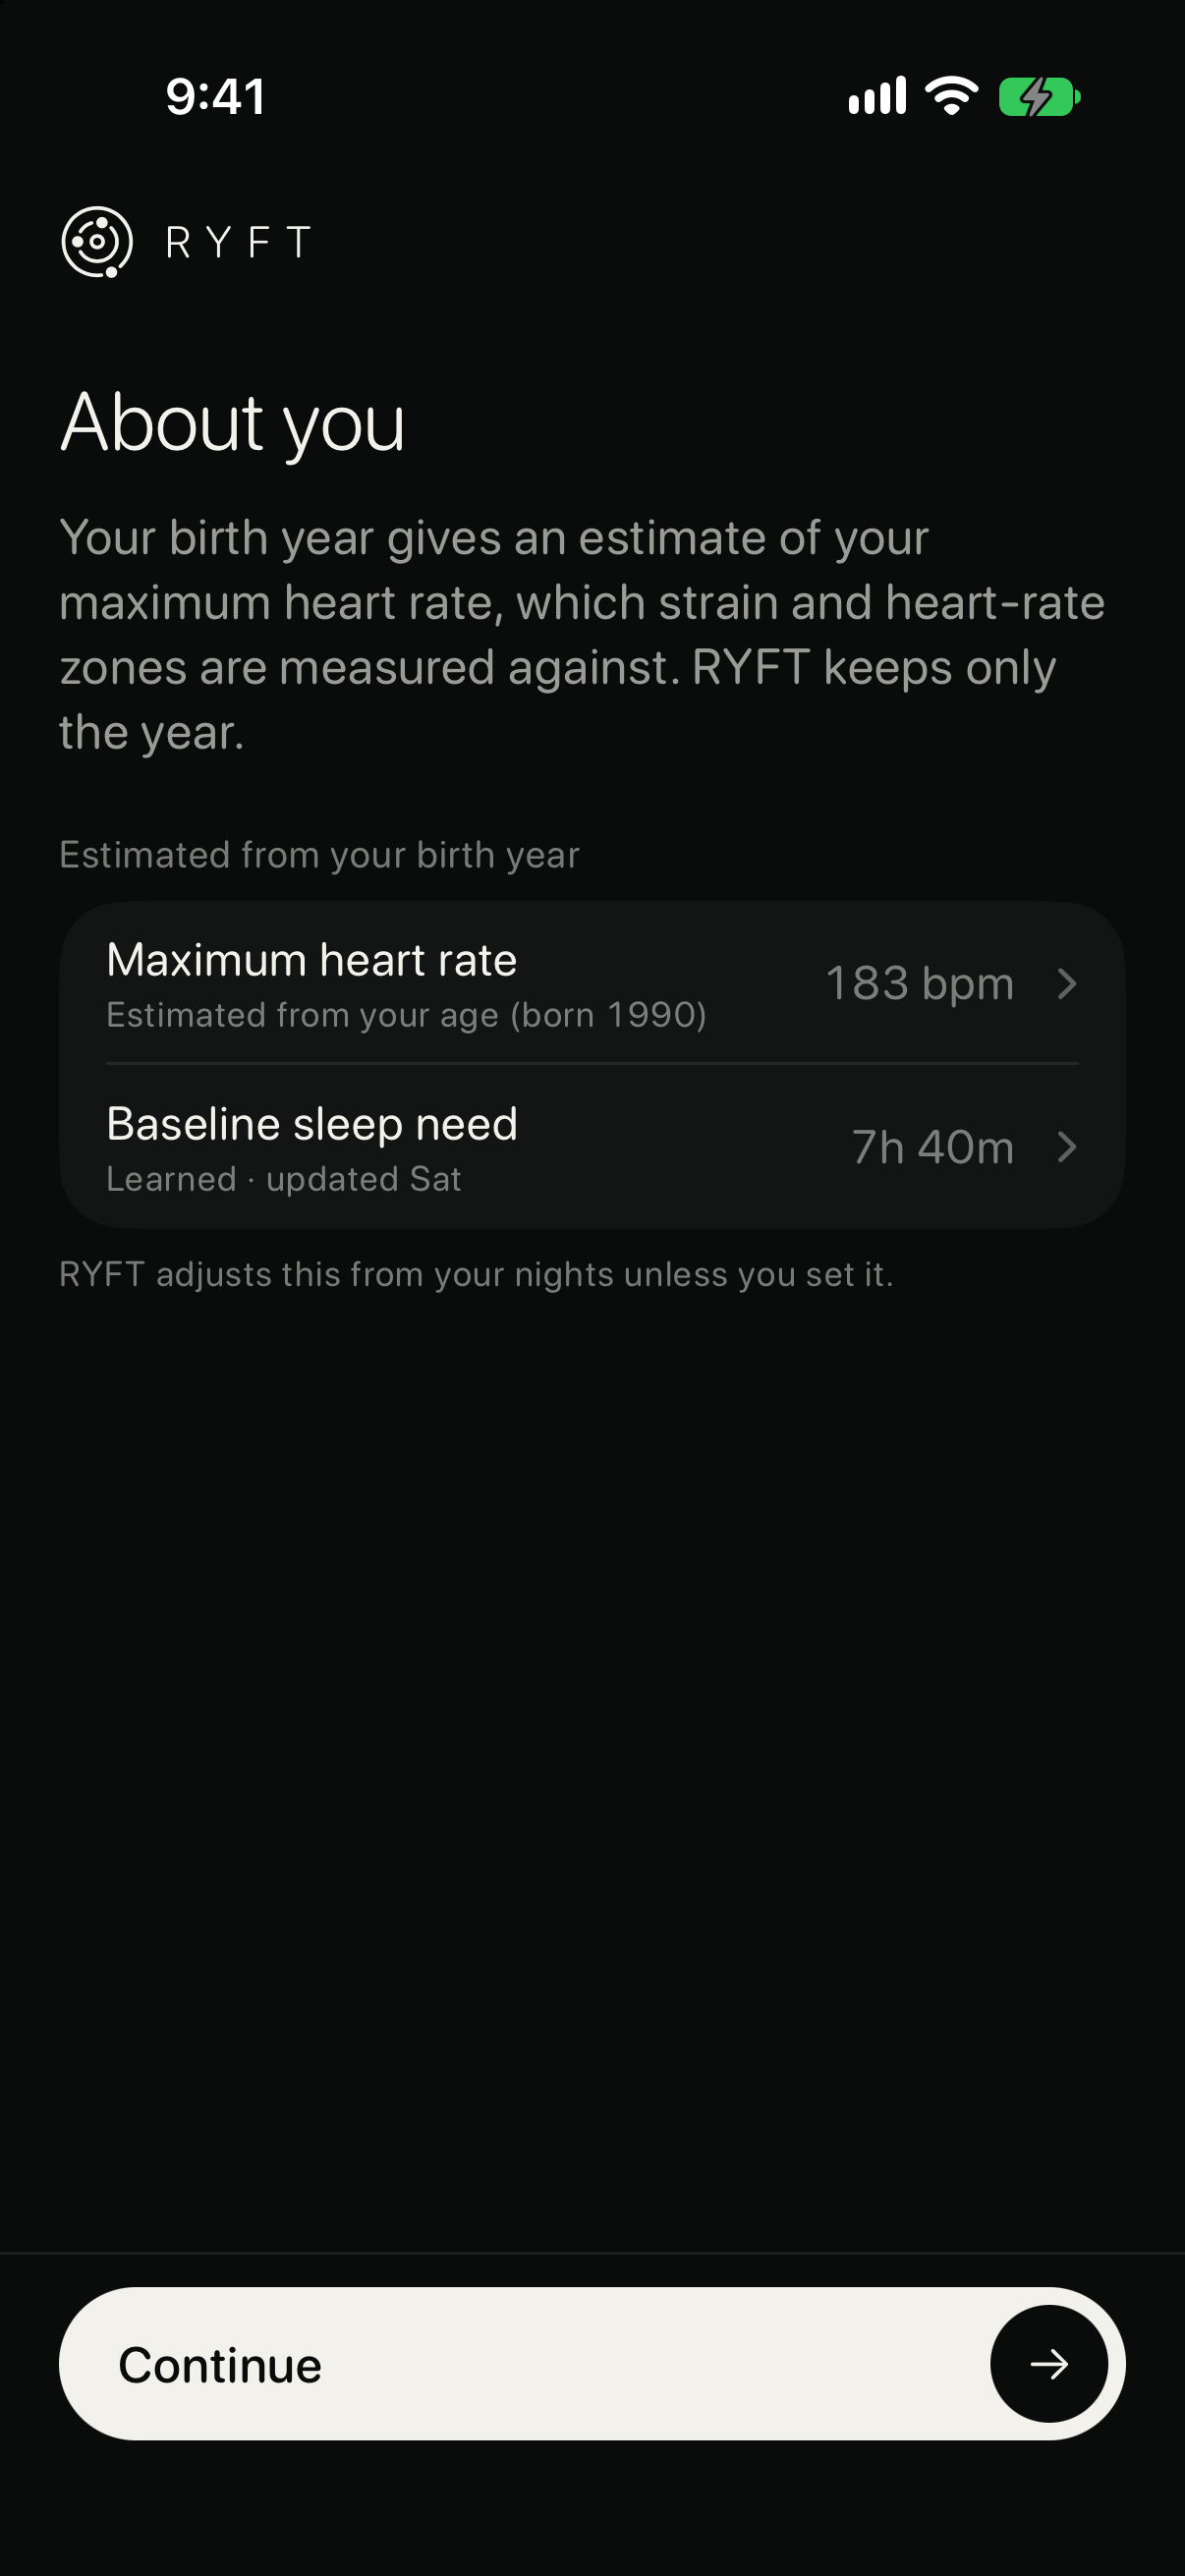 9:41
RYFT
About you
Your birth year gives an estimate of your
maximum heart rate, which strain and heart-rate
zones are measured against. RYFT keeps only
the year.
Estimated from your birth year
Maximum heart rate
183 bpm
Estimated from your age (born 1990)
Baseline sleep need
7h 40m
Learned · updated Sat
RYFT adjusts this from your nights unless you set it.
Continue